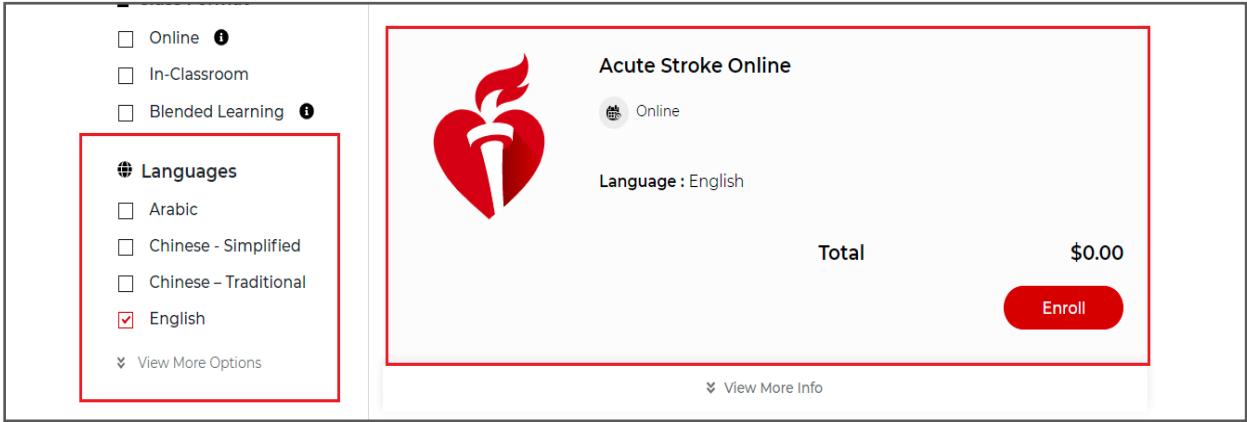 Online
In-Classroom
Blended Learning
Languages
Arabic
Chinese - Simplified
Chinese – Traditional
English
View More Options
Acute Stroke Online
Online
Language : English
Total $0.00
Enroll
View More Info